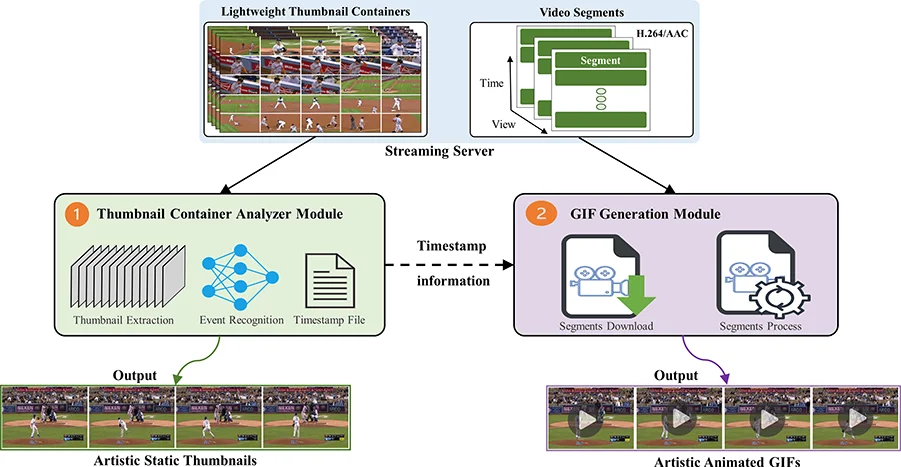 Lightweight Thumbnail Containers
Video Segments
H.264/AAC
Segment
Time
View
Streaming Server
1
Thumbnail Container Analyzer Module
Thumbnail Extraction
Event Recognition
Timestamp File
Timestamp
information
2
GIF Generation Module
Segments Download
Segments Process
Output
Artistic Static Thumbnails
Output
Artistic Animated GIFs